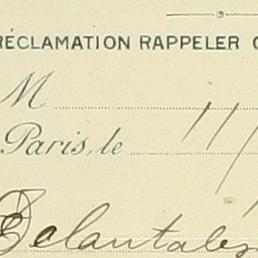 RÉCLAMATION RAPPELER
M
Paris, le 11/